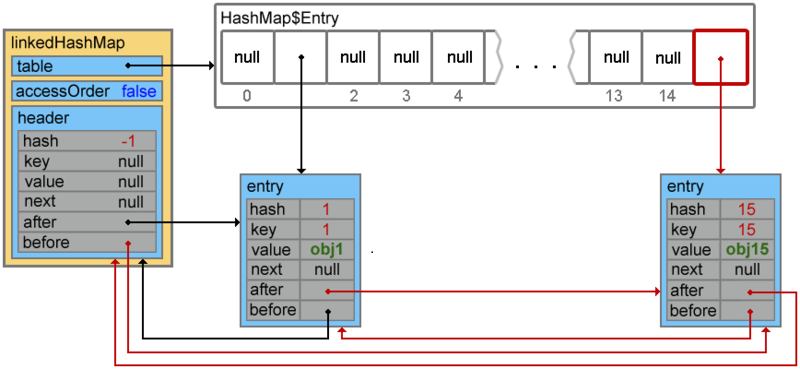 HashMap$Entry
linkedHashMap
null null null null . . . null null
table
0 2 3 4 13 14
accessOrder false
header
hash -1
key null
value null
next null
after
before
entry
hash 1
key 1
value obj1
next null
after
before
entry
hash 15
key 15
value obj15
next null
after
before